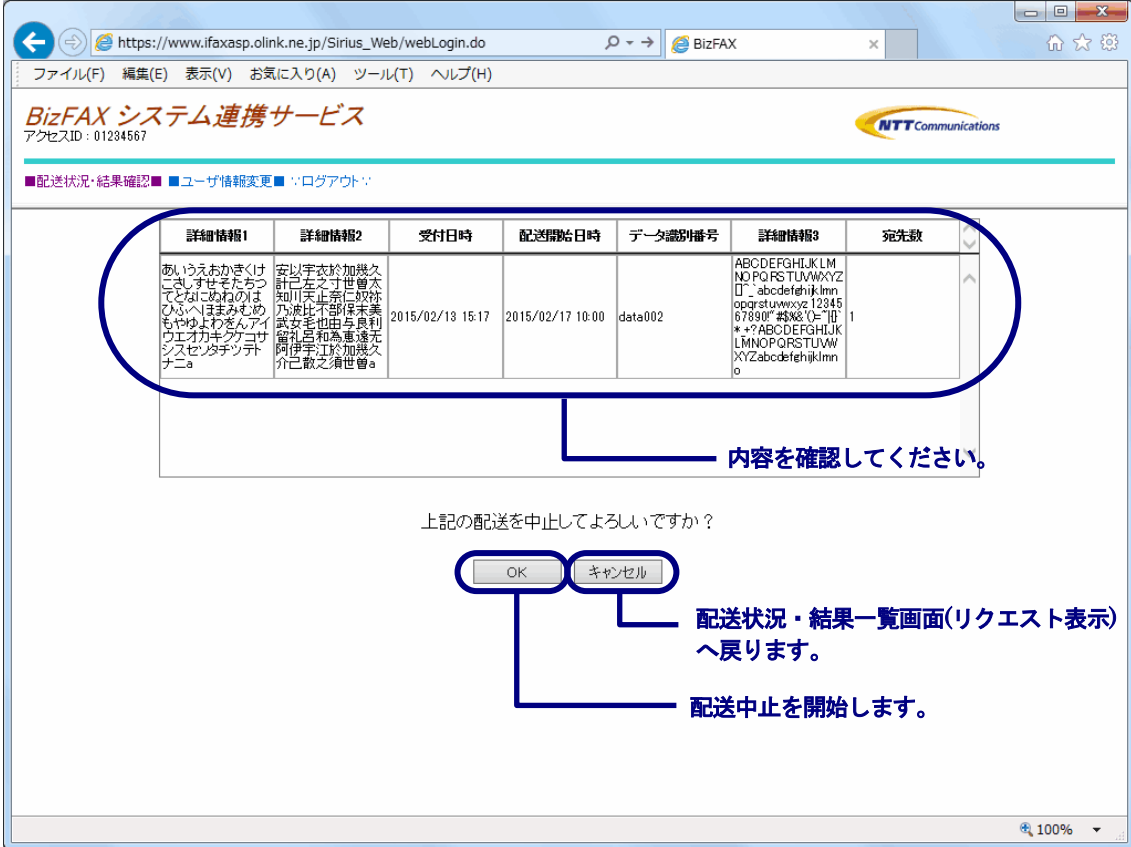 https://www.ifaxasp.olink.ne.jp/Sirius_Web/webLogin.do
BizFAX
ファイル(F) 編集(E) 表示(V) お気に入り(A) ツール(T) ヘルプ(H)
BizFAX システム連携サービス
アクセスID：01234567
NTT Communications
■配送状況・結果確認■ ■ユーザ情報変更■ ∵ログアウト∵
詳細情報1 詳細情報2 受付日時 配送開始日時 データ識別番号 詳細情報3 宛先数
あいうえおかきくけ
こさしすせそたちつ
てとなにぬねのは
ひふへほまみむめ
もやゆよわをんアイ
ウエオカキクケコサ
シスセソタチツテト
ナニa
安以宇衣於加幾久
計己左之寸世曽太
知川天止奈仁奴祢
乃波比不部保末美
武女毛也由与良利
留礼呂和為恵遠无
阿伊宇江於加幾久
介己散之須世曽a
2015/02/13 15:17
2015/02/17 10:00
data002
ABCDEFGHIJKLM
NOPQRSTUVWXYZ
[]^_`abcdefghijklmn
opqrstuvwxyz12345
67890!"#$%&'()=~|{}`
*+?ABCDEFGHIJK
LMNOPQRSTUVW
XYZabcdefghijklmn
o
1
内容を確認してください。
上記の配送を中止してよろしいですか？
OK キャンセル
配送状況・結果一覧画面(リクエスト表示)
へ戻ります。
配送中止を開始します。
100%